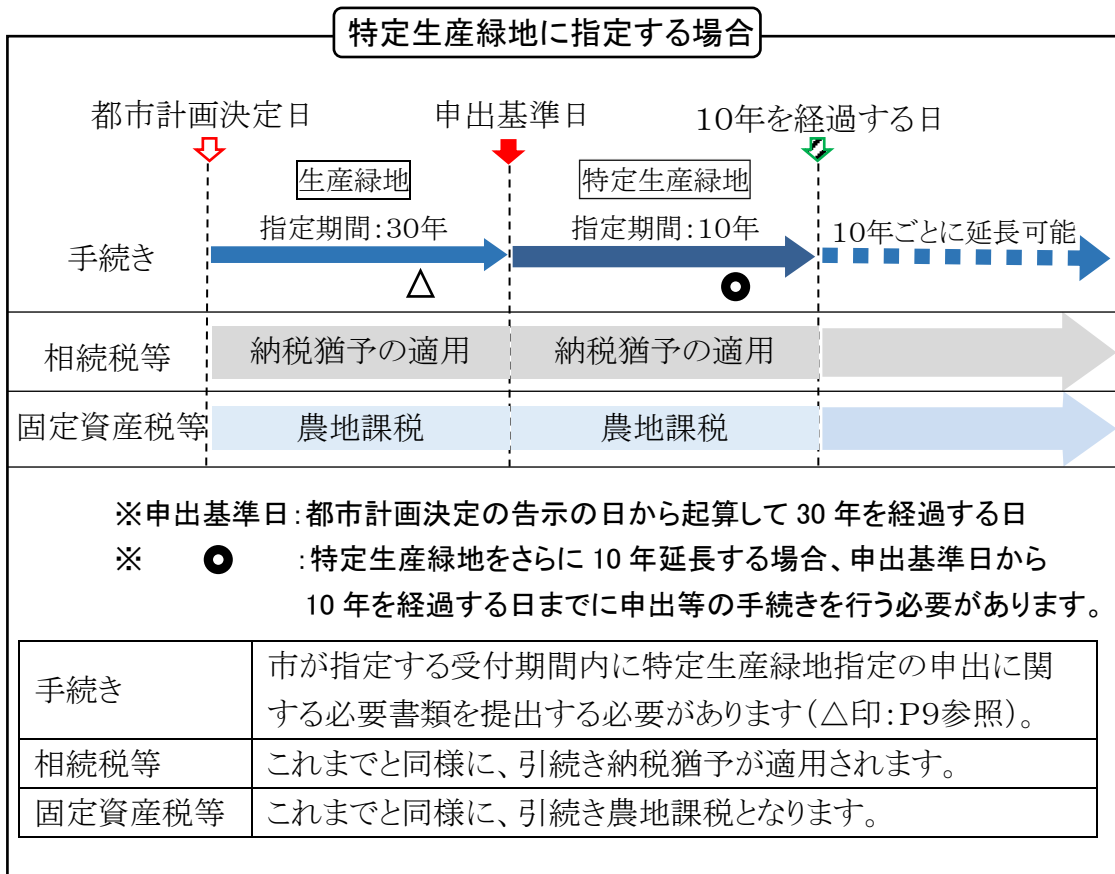 特定生産緑地に指定する場合
都市計画決定日
申出基準日
10年を経過する日
生産緑地
特定生産緑地
指定期間:30年
指定期間:10年
10年ごとに延長可能
手続き
△
相続税等
納税猶予の適用
納税猶予の適用
固定資産税等
農地課税
農地課税
※申出基準日:都市計画決定の告示の日から起算して 30 年を経過する日
※ ◎ :特定生産緑地をさらに 10 年延長する場合、申出基準日から
10 年を経過する日までに申出等の手続きを行う必要があります。
手続き
市が指定する受付期間内に特定生産緑地指定の申出に関
する必要書類を提出する必要があります(△印:P9参照)。
相続税等
これまでと同様に、引続き納税猶予が適用されます。
固定資産税等
これまでと同様に、引続き農地課税となります。